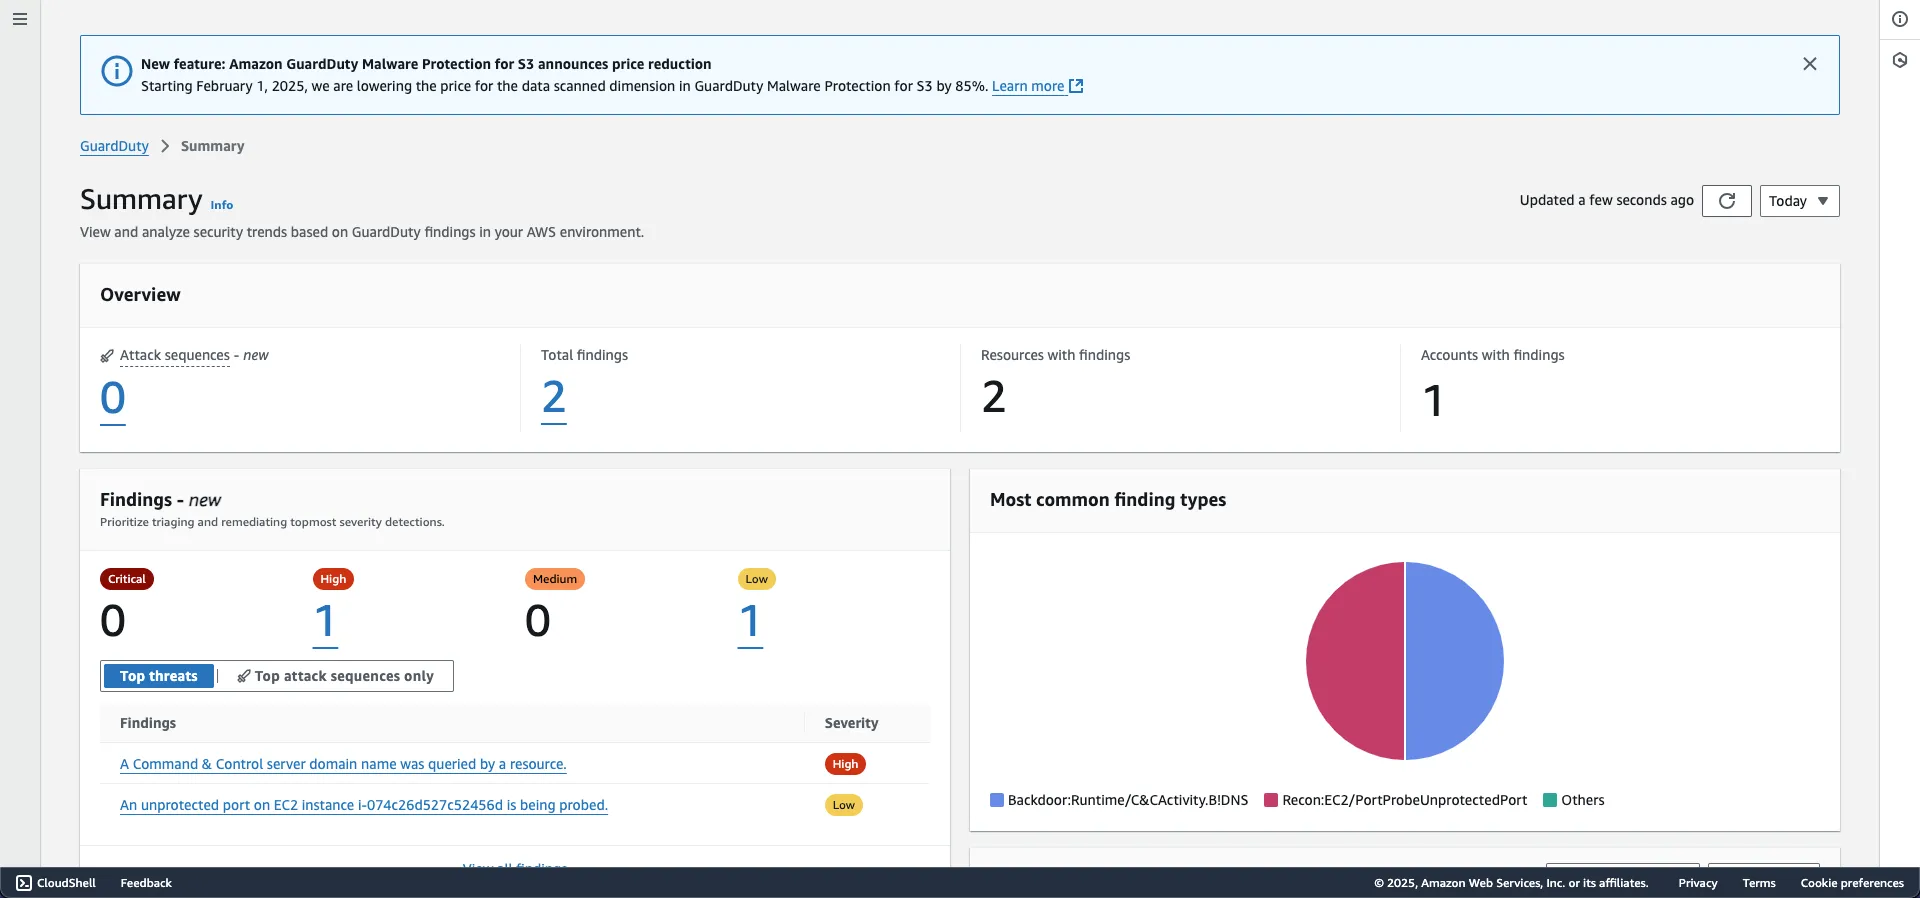 New feature: Amazon GuardDuty Malware Protection for S3 announces price reduction
Starting February 1, 2025, we are lowering the price for the data scanned dimension in GuardDuty Malware Protection for S3 by 85%. Learn more
GuardDuty > Summary
Summary Info
Updated a few seconds ago
Today
View and analyze security trends based on GuardDuty findings in your AWS environment.
Overview
Attack sequences - new
0
Total findings
2
Resources with findings
2
Accounts with findings
1
Findings - new
Prioritize triaging and remediating topmost severity detections.
Critical
0
High
1
Medium
0
Low
1
Top threats
Top attack sequences only
Findings Severity
A Command & Control server domain name was queried by a resource. High
An unprotected port on EC2 instance i-074c26d527c52456d is being probed. Low
View all findings
Most common finding types
Backdoor:Runtime/C&CActivity.B!DNS Recon:EC2/PortProbeUnprotectedPort Others
CloudShell Feedback © 2025, Amazon Web Services, Inc. or its affiliates. Privacy Terms Cookie preferences